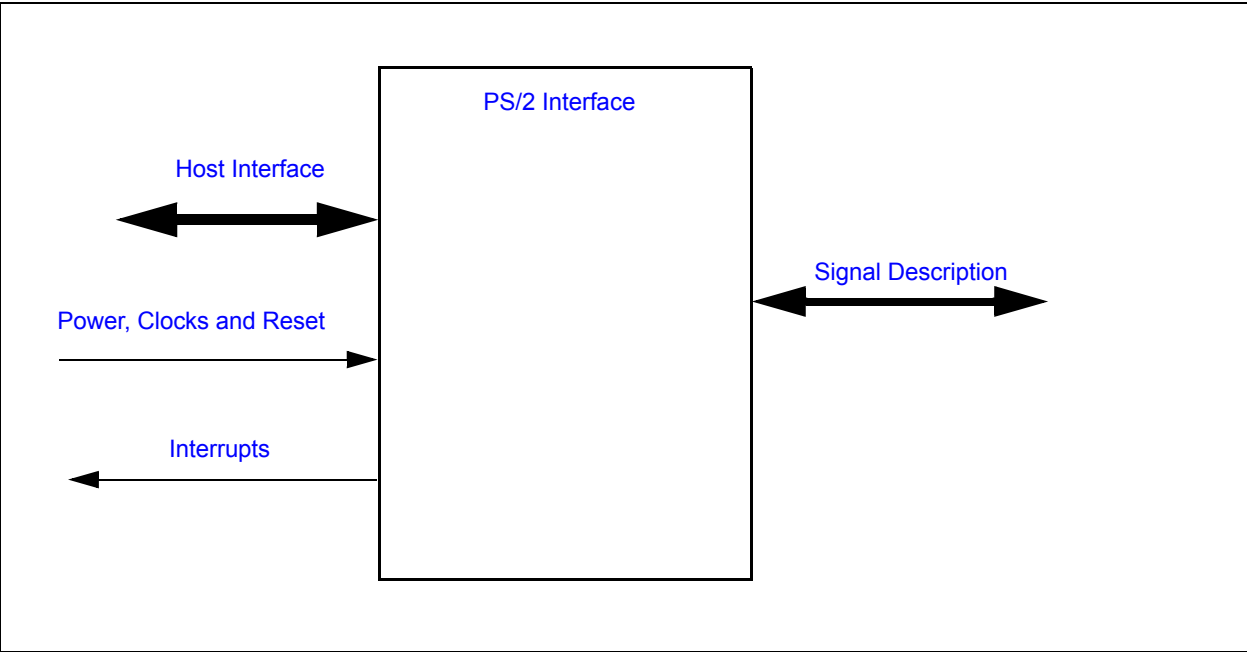 PS/2 Interface
Host Interface
Signal Description
Power, Clocks and Reset
Interrupts